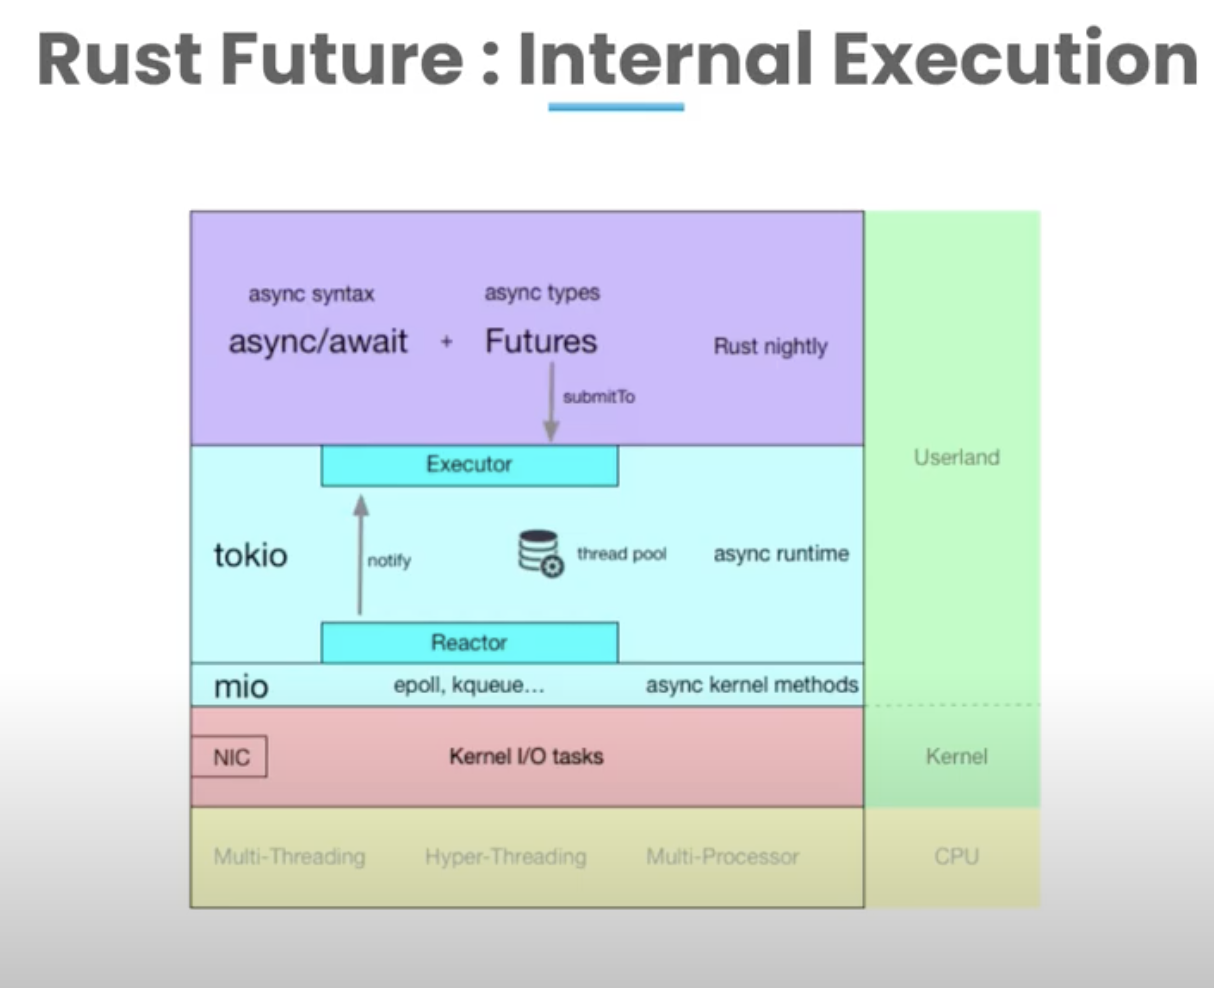 Rust Future : Internal Execution
async syntax
async types
async/await + Futures
Rust nightly
submitTo
Executor
Userland
tokio
notify
thread pool
async runtime
Reactor
mio
epoll, kqueue...
async kernel methods
NIC
Kernel I/O tasks
Kernel
Multi-Threading
Hyper-Threading
Multi-Processor
CPU